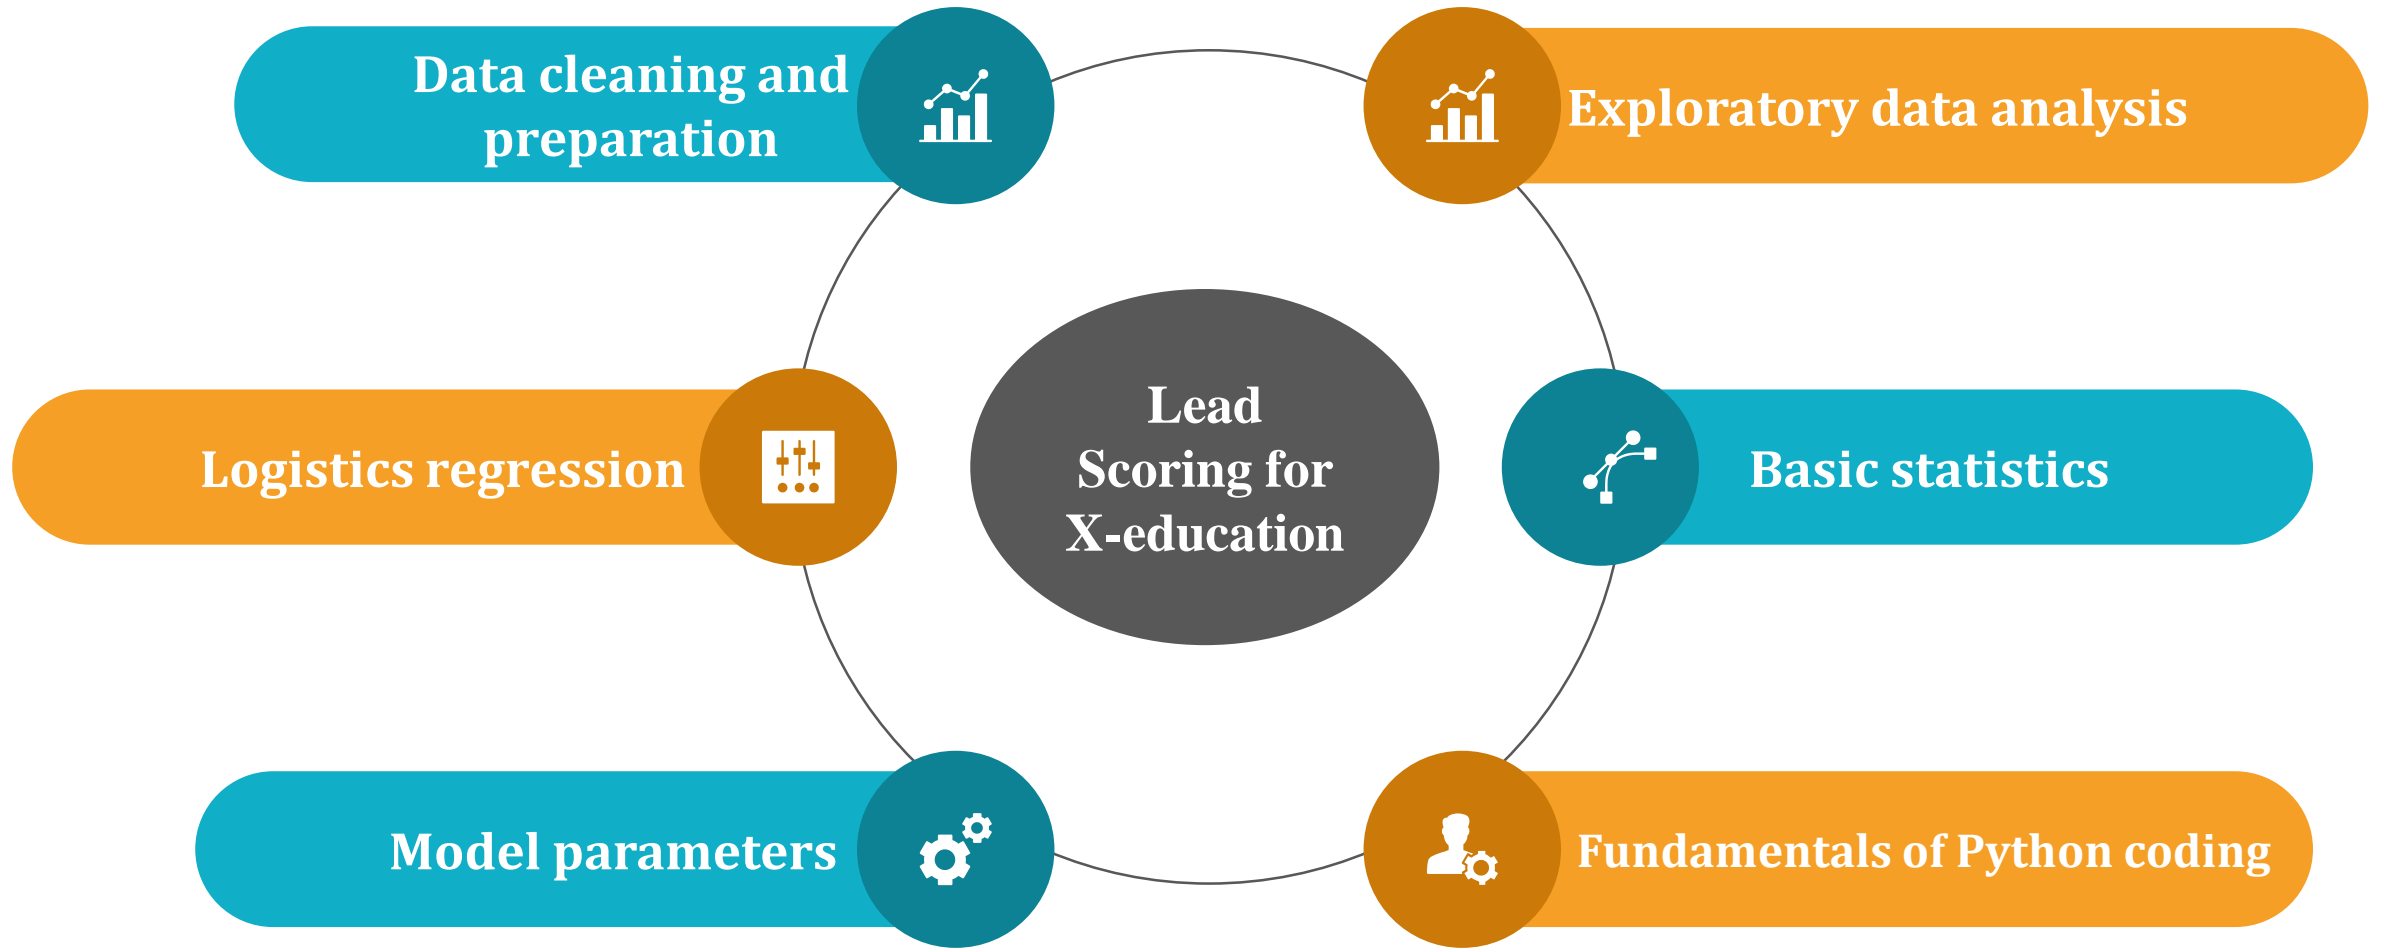 Data cleaning and
preparation
Exploratory data analysis
Logistics regression
Lead
Scoring for
X-education
Basic statistics
Model parameters
Fundamentals of Python coding